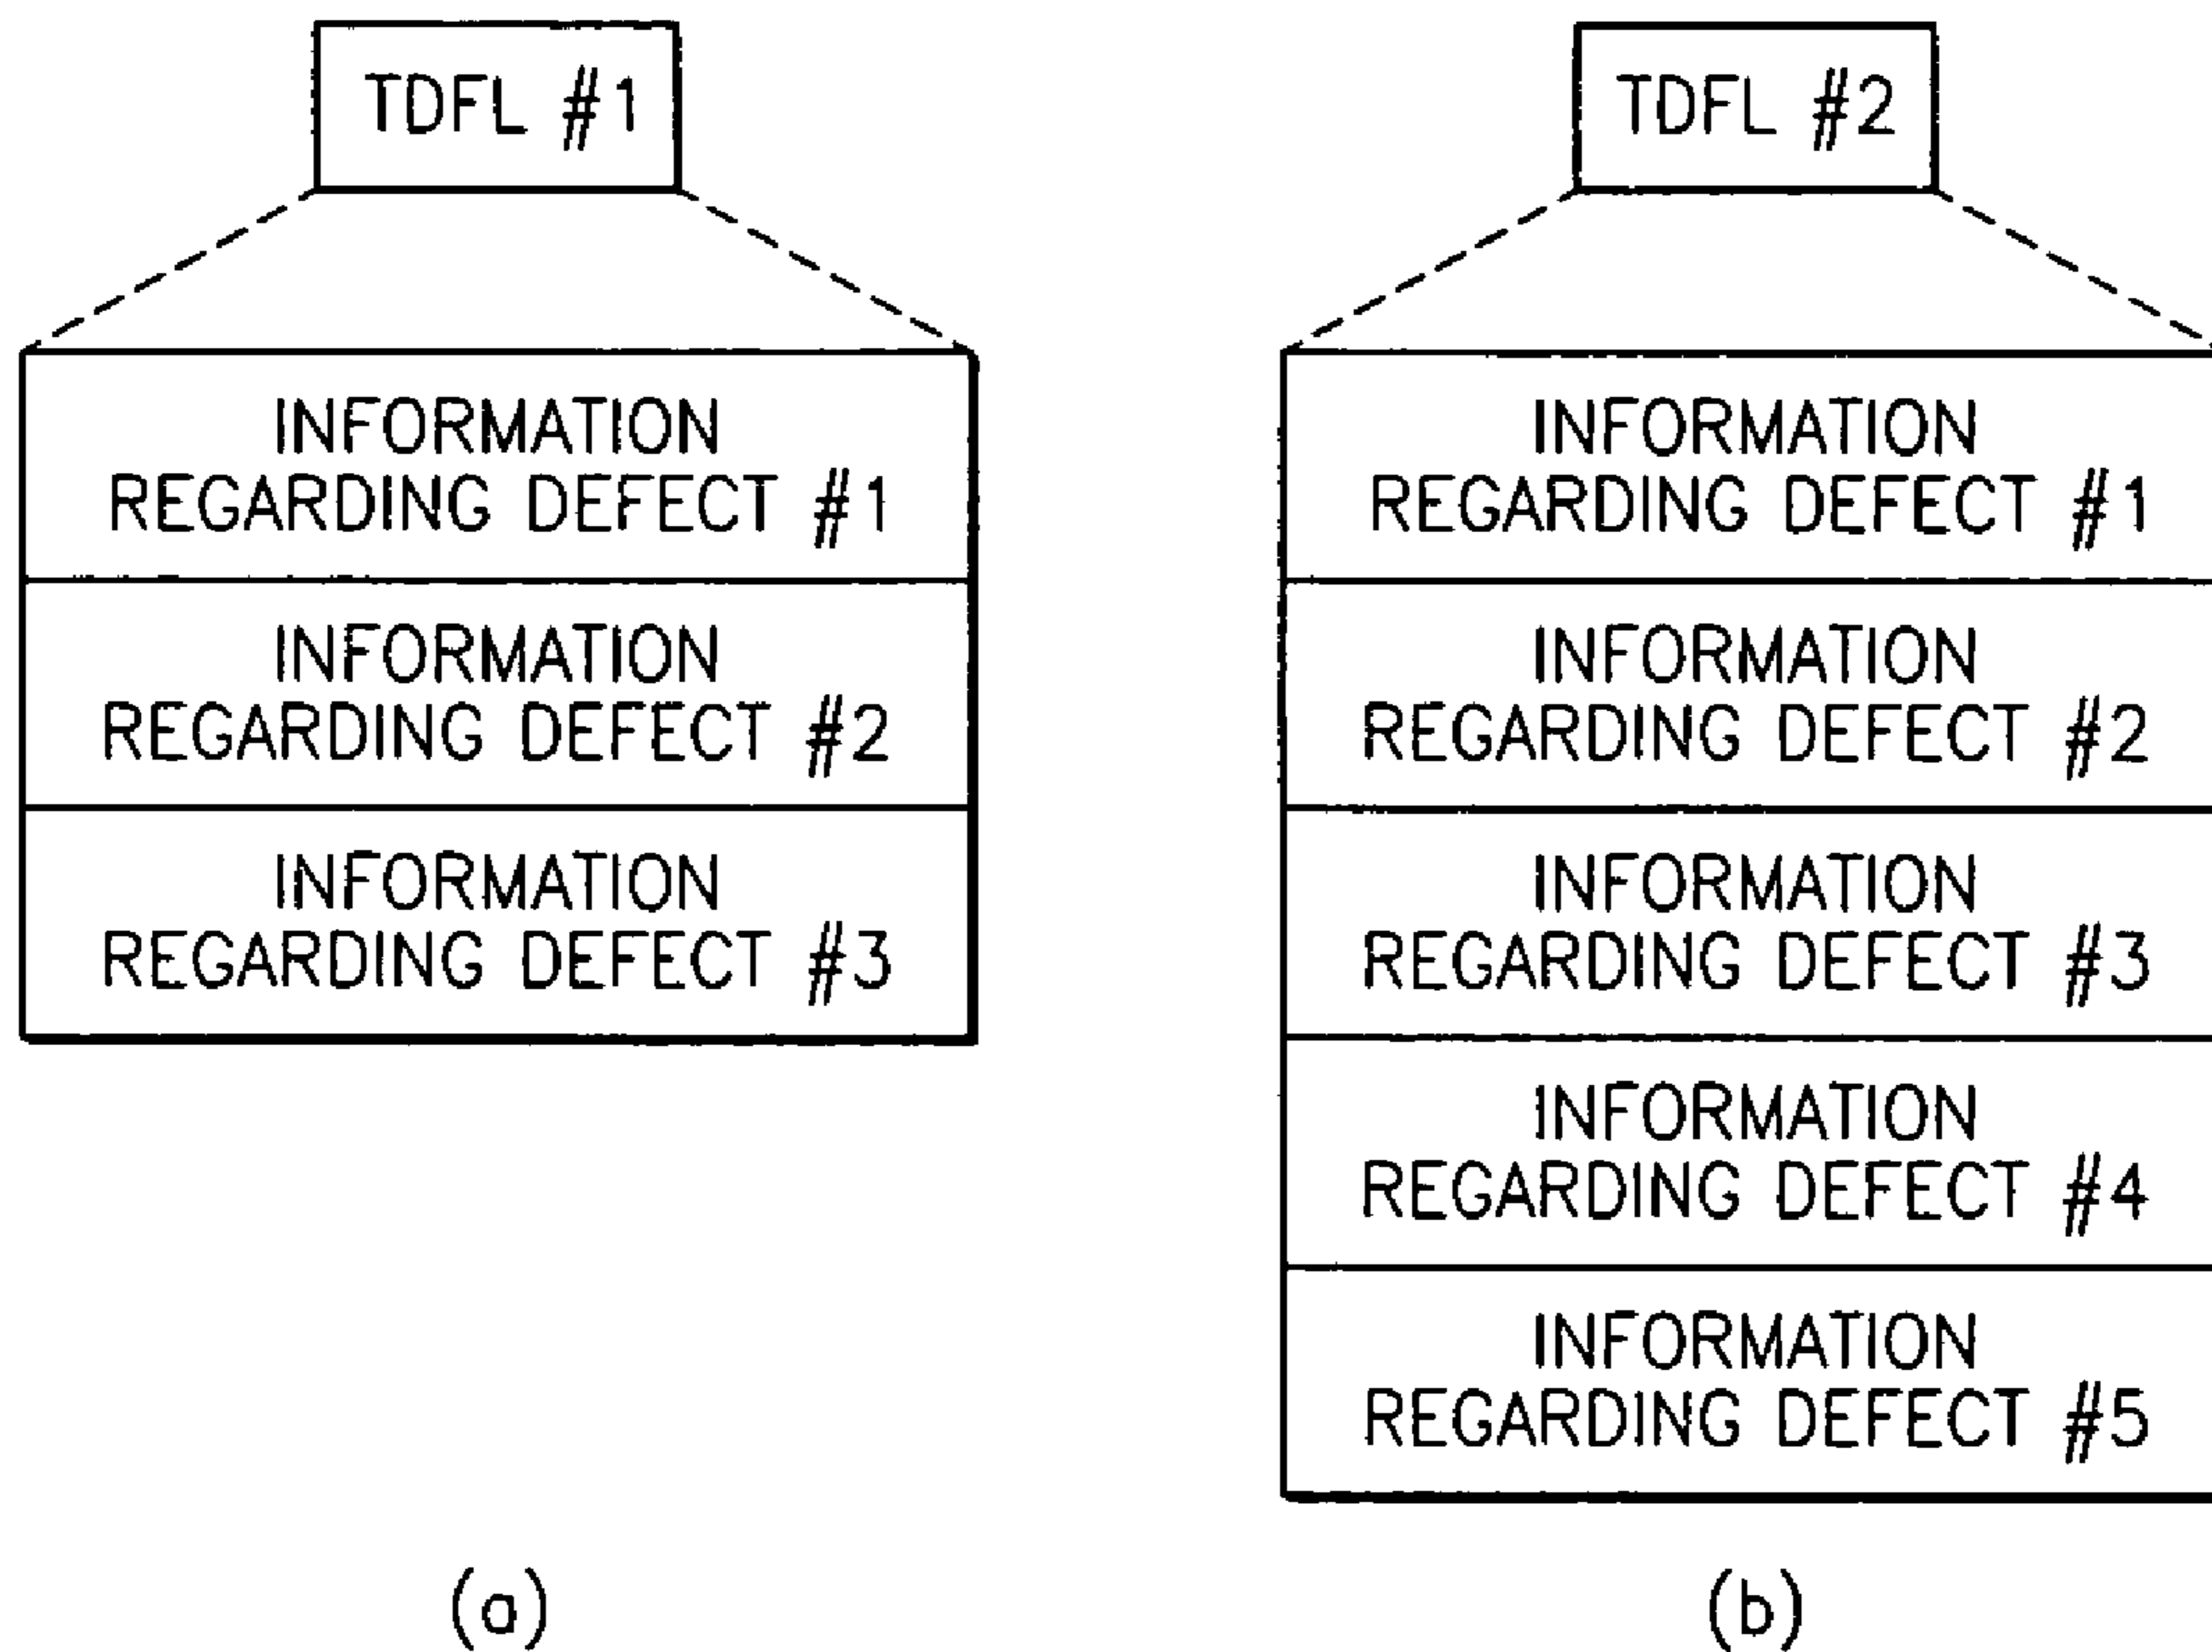 TDFL #1
INFORMATION
REGARDING DEFECT #1
INFORMATION
REGARDING DEFECT #2
INFORMATION
REGARDING DEFECT #3
(a)
TDFL #2
INFORMATION
REGARDING DEFECT #1
INFORMATION
REGARDING DEFECT #2
INFORMATION
REGARDING DEFECT #3
INFORMATION
REGARDING DEFECT #4
INFORMATION
REGARDING DEFECT #5
(b)